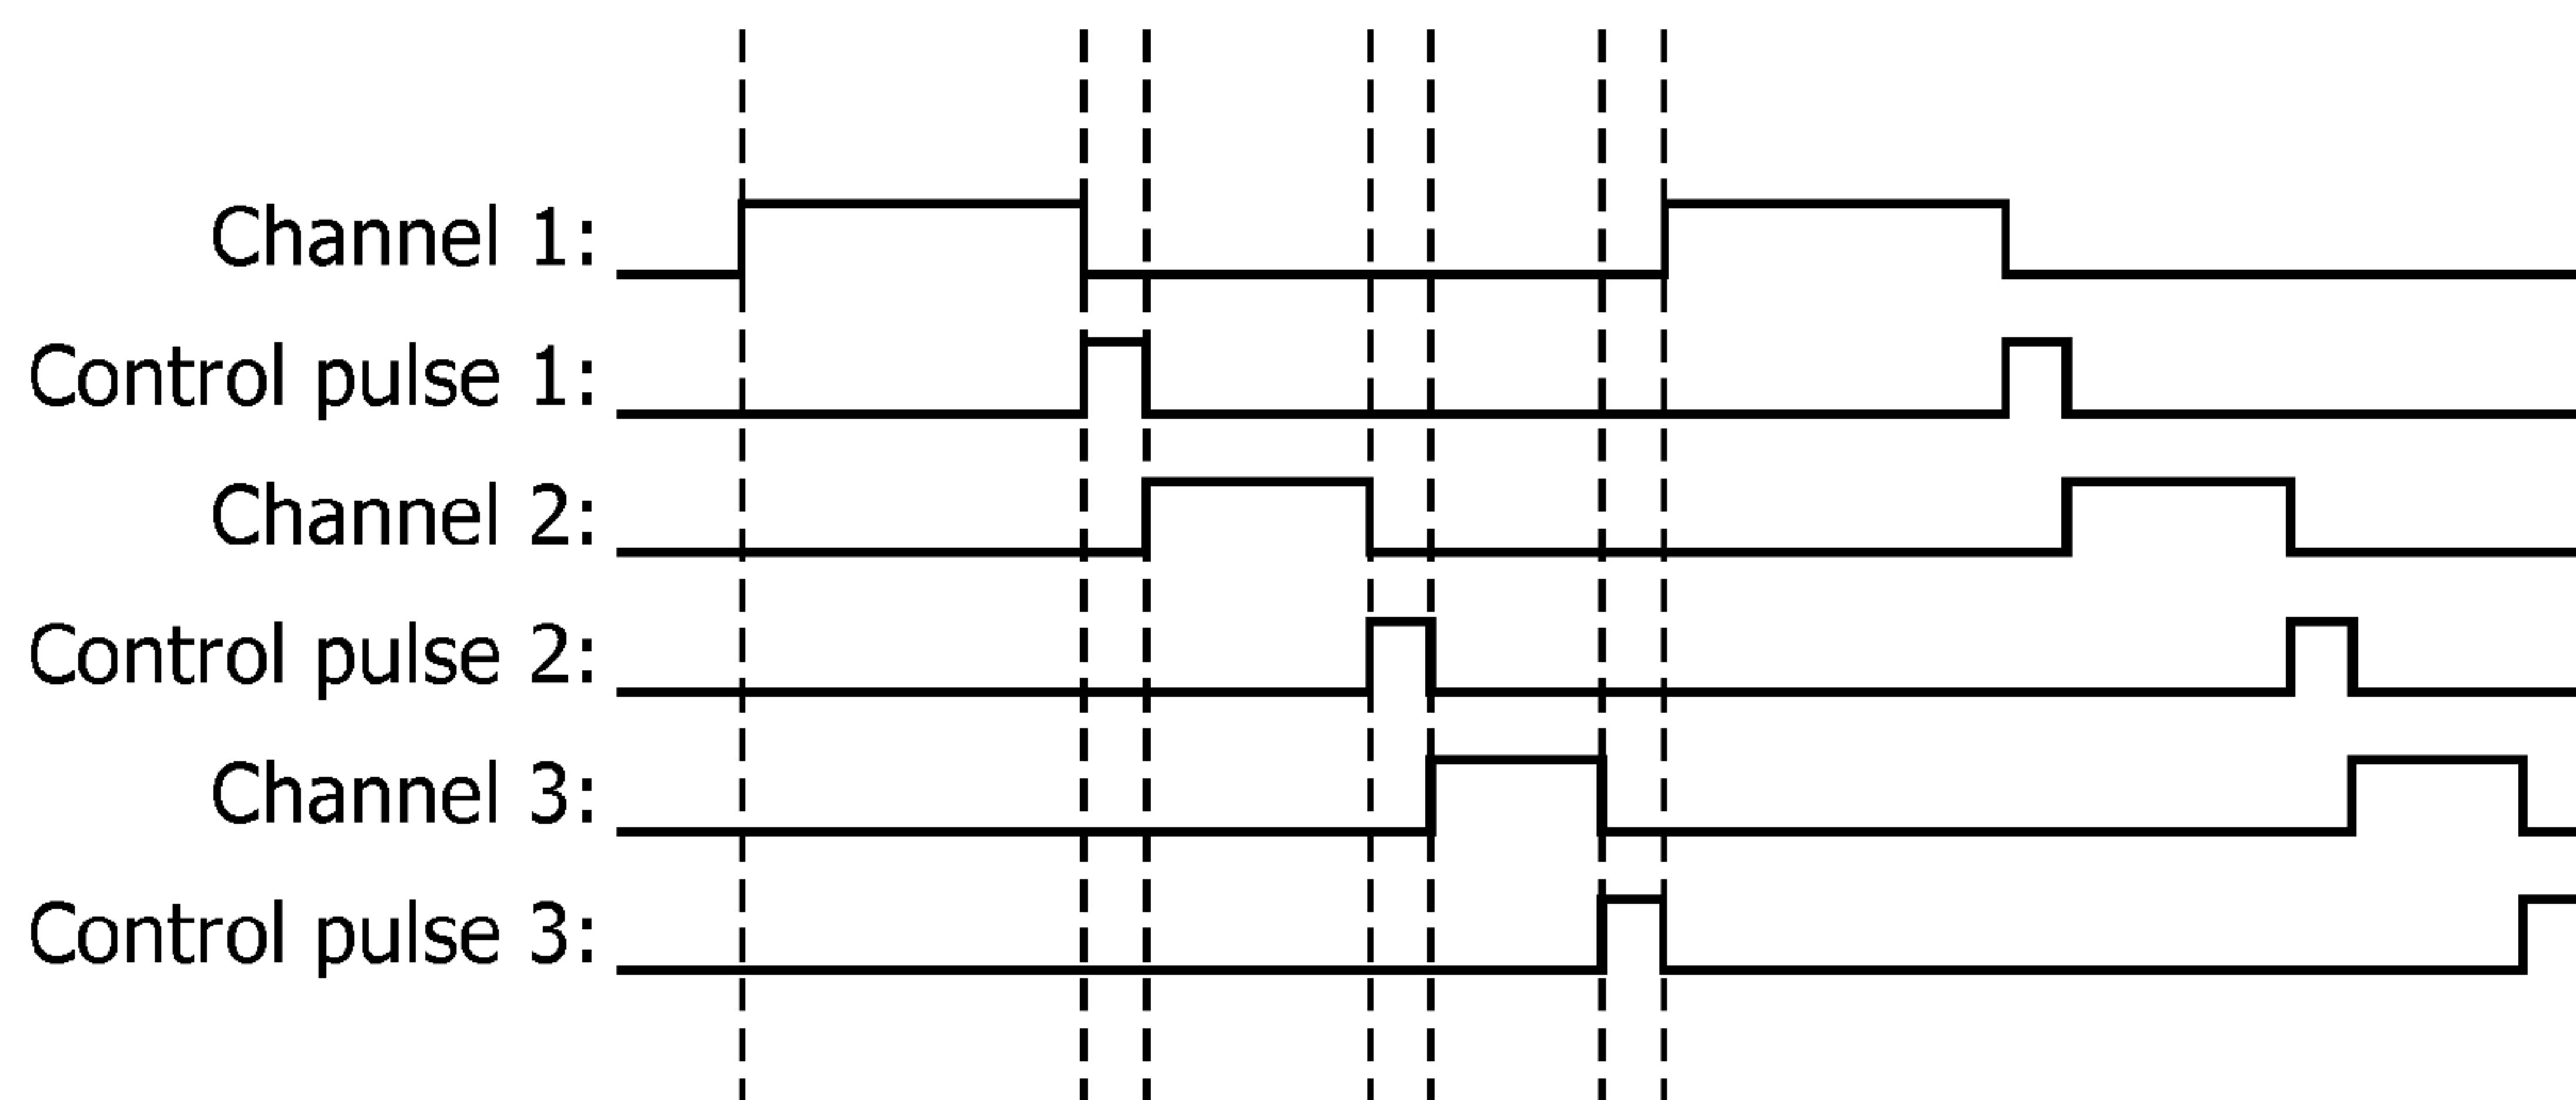 Channel 1:
Control pulse 1:
Channel 2:
Control pulse 2:
Channel 3:
Control pulse 3: